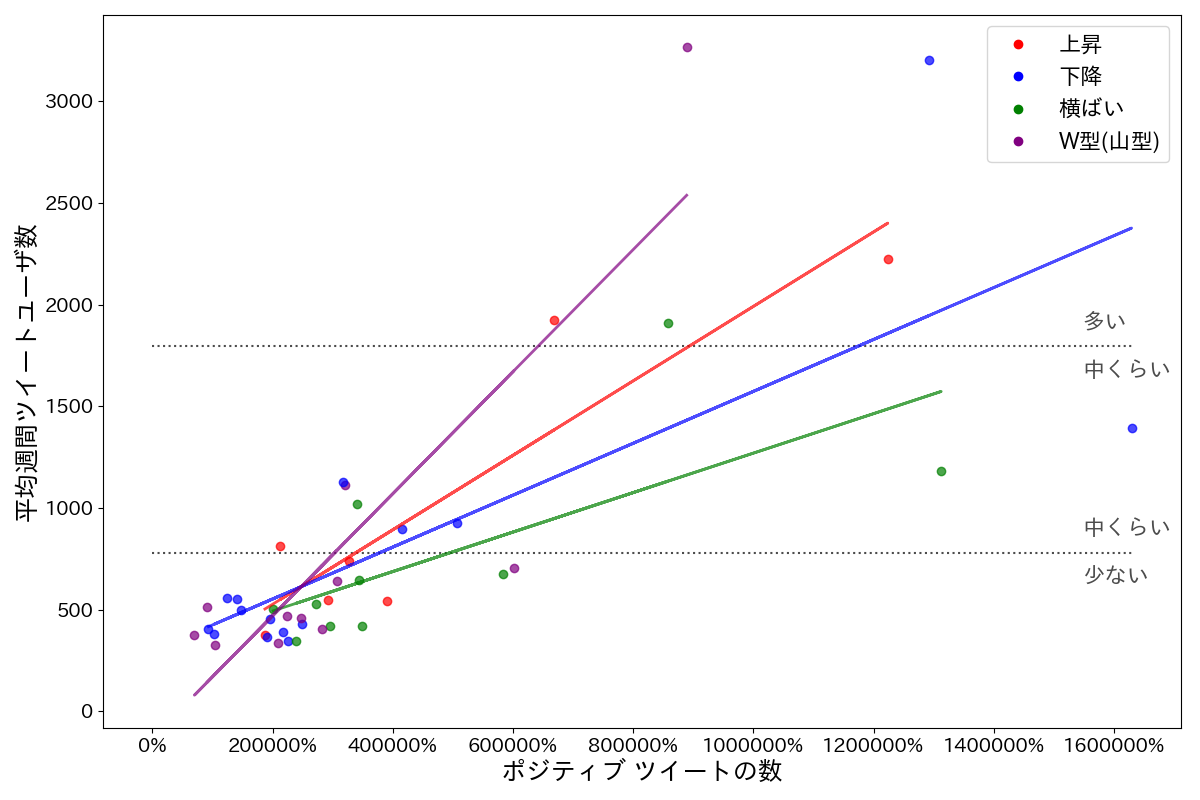 上昇
下降
横ばい
W型(山型)
3000
2500
2000
1500
1000
500
0
平均週間ツイートユーザ数
多い
中くらい
中くらい
少ない
0%
200000%
400000%
600000%
800000%
1000000%
1200000%
1400000%
1600000%
ポジティブ ツイートの数